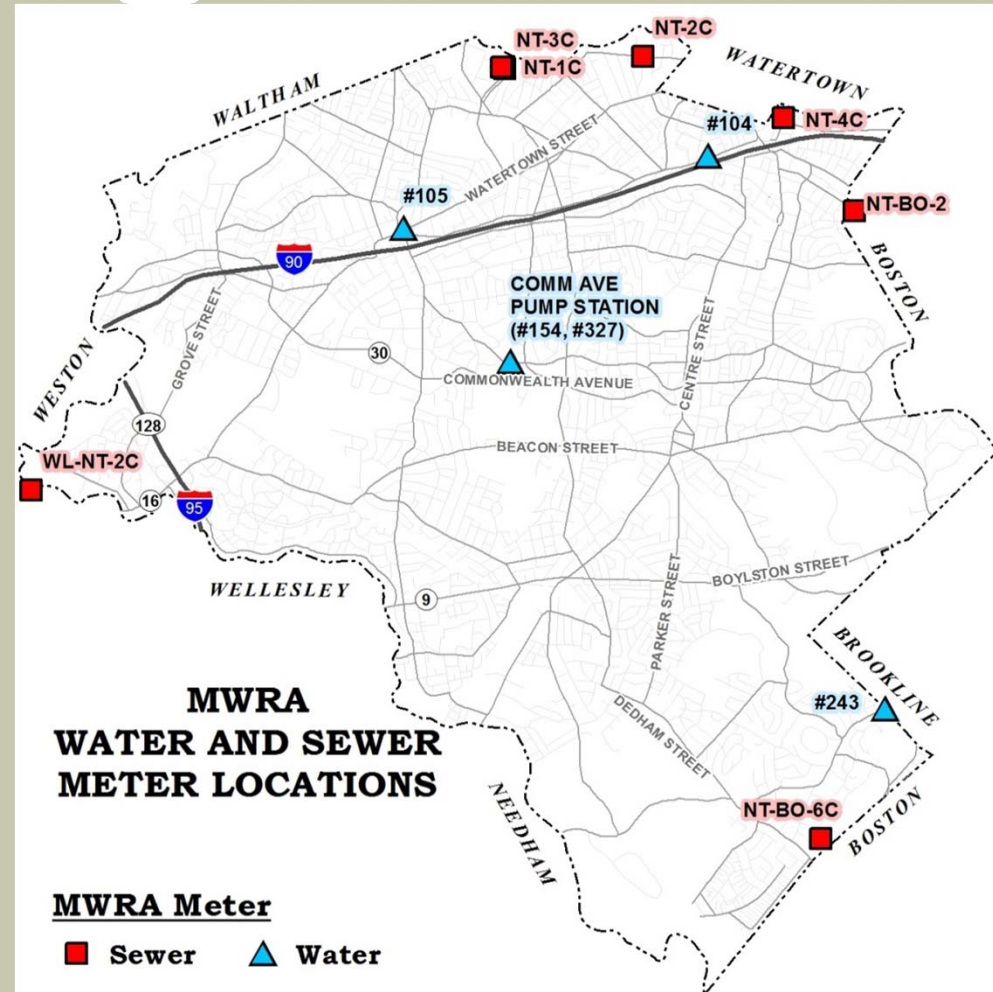 NT-3C
NT-1C
NT-2C
WATERTOWN
WALTHAM
#104
NT-4C
WATERTOWN STREET
#105
NT-BO-2
90
BOSTON
COMM AVE
PUMP STATION
(#154, #327)
GROVE STREET
CENTRE STREET
30
WESTON
COMMONWEALTH AVENUE
128
BEACON STREET
WL-NT-2C
16
95
WELLESLEY
9
BOYLSTON STREET
PARKER STREET
BROOKLINE
#243
MWRA
WATER AND SEWER
METER LOCATIONS
DEDHAM STREET
NEEDHAM
NT-BO-6C
BOSTON
MWRA Meter
Sewer
Water